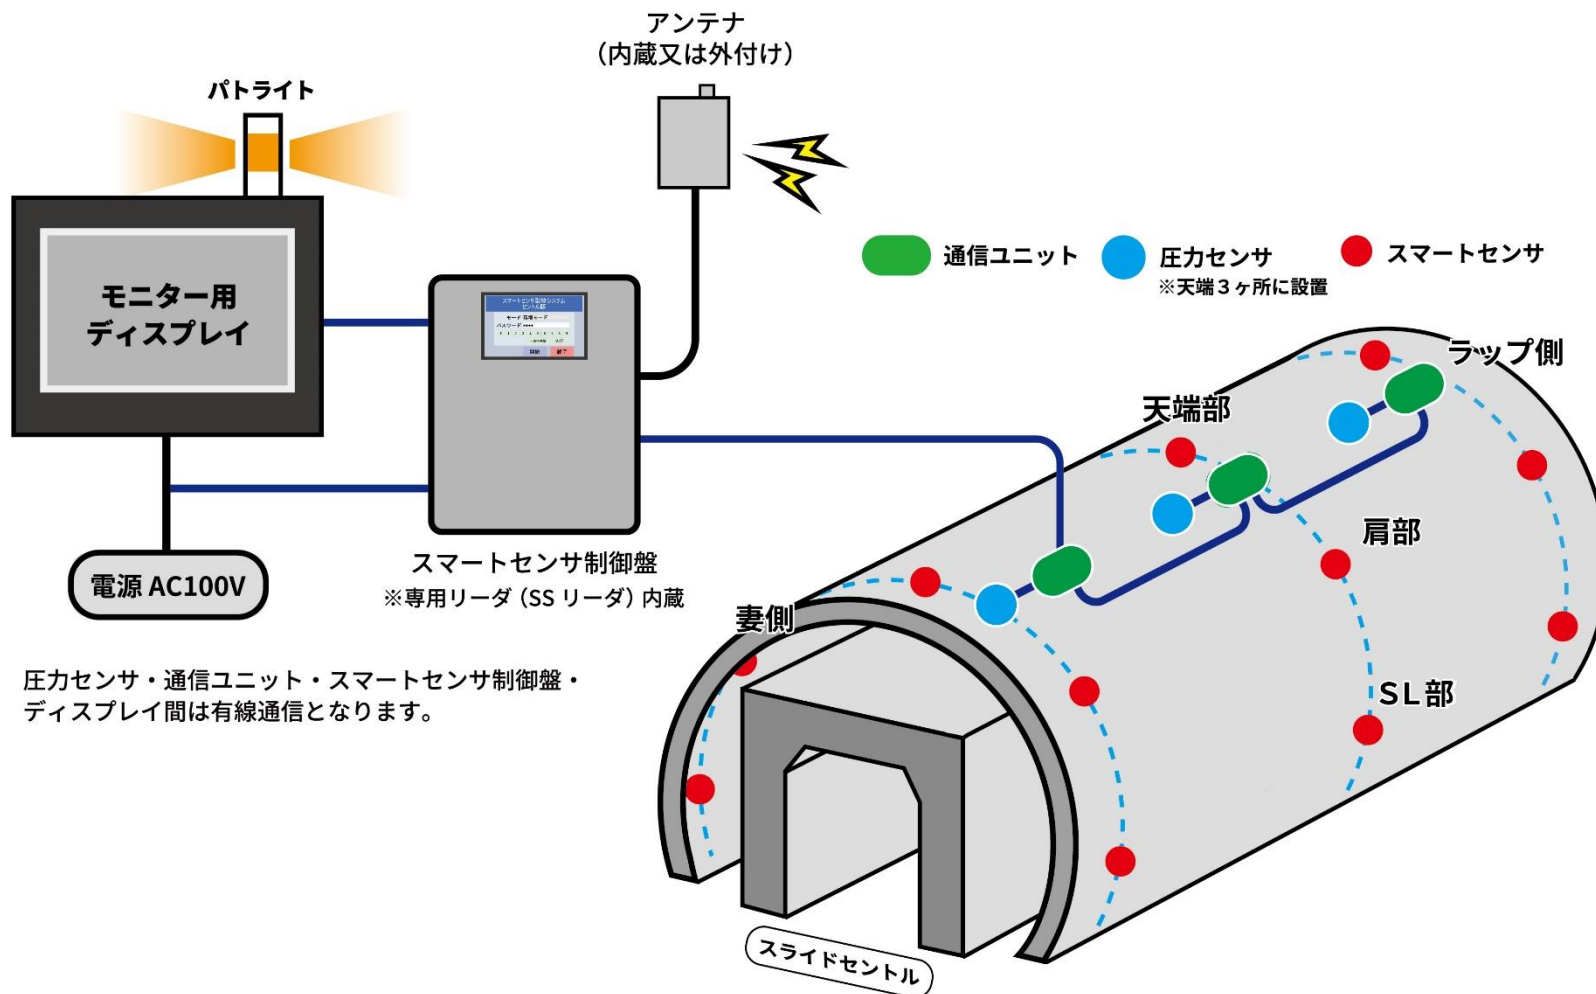 アンテナ
（内蔵又は外付け）
パトライト
モニター用
ディスプレイ
電源 AC100V
スマートセンサ制御盤
※専用リーダ（SS リーダ）内蔵
圧力センサ・通信ユニット・スマートセンサ制御盤・
ディスプレイ間は有線通信となります。
通信ユニット
圧力センサ
※天端３ヶ所に設置
スマートセンサ
ラップ側
天端部
肩部
ＳＬ部
妻側
スライドセントル